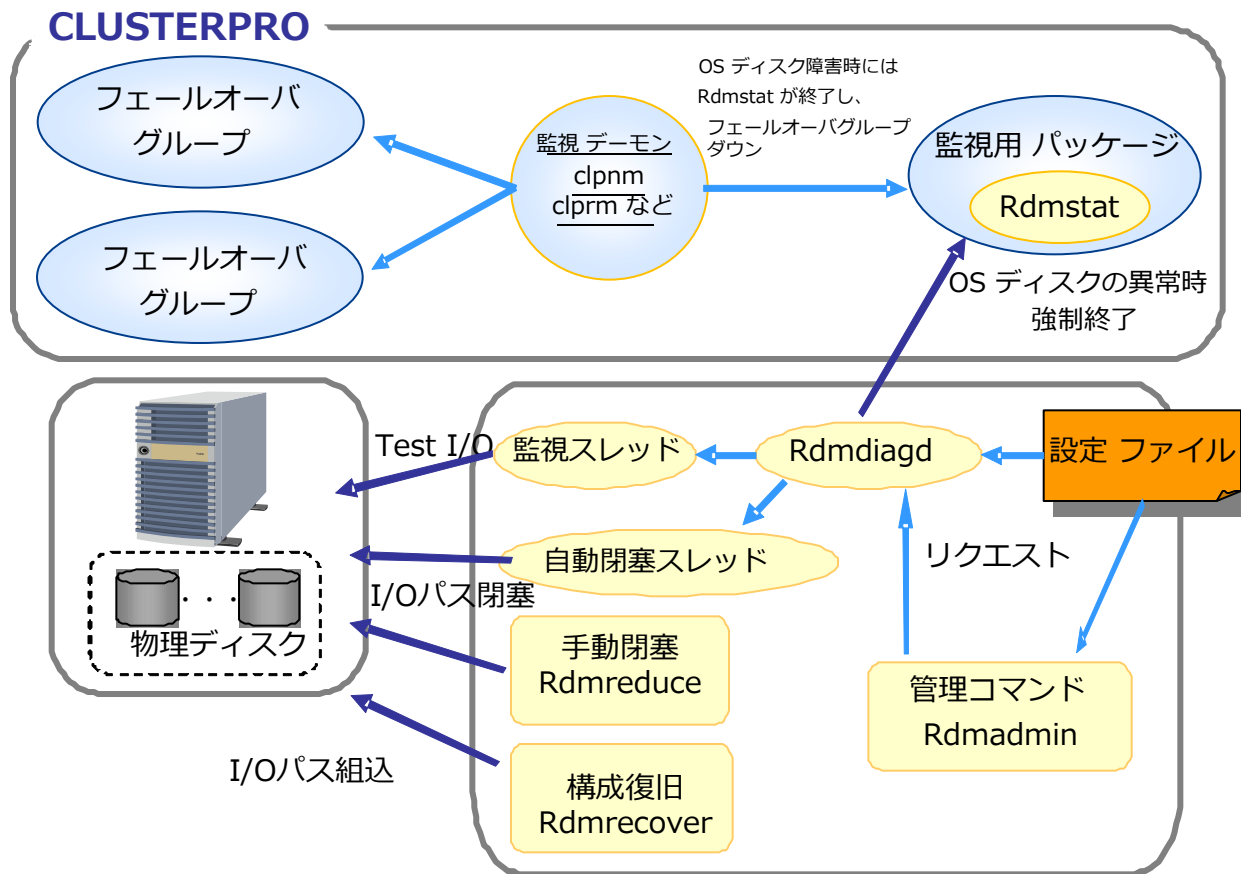 CLUSTERPRO
フェールオーバ
グループ
フェールオーバ
グループ
監視 デーモン
clpnm
clprm など
OS ディスク障害時には
Rdmstat が終了し、
フェールオーバグループ
ダウン
監視用 パッケージ
Rdmstat
OS ディスクの異常時
強制終了
Test I/O
監視スレッド
Rdmdiagd
設定 ファイル
自動閉塞スレッド
リクエスト
I/Oパス閉塞
・・・
物理ディスク
手動閉塞
Rdmreduce
管理コマンド
Rdmadmin
I/Oパス組込
構成復旧
Rdmrecover